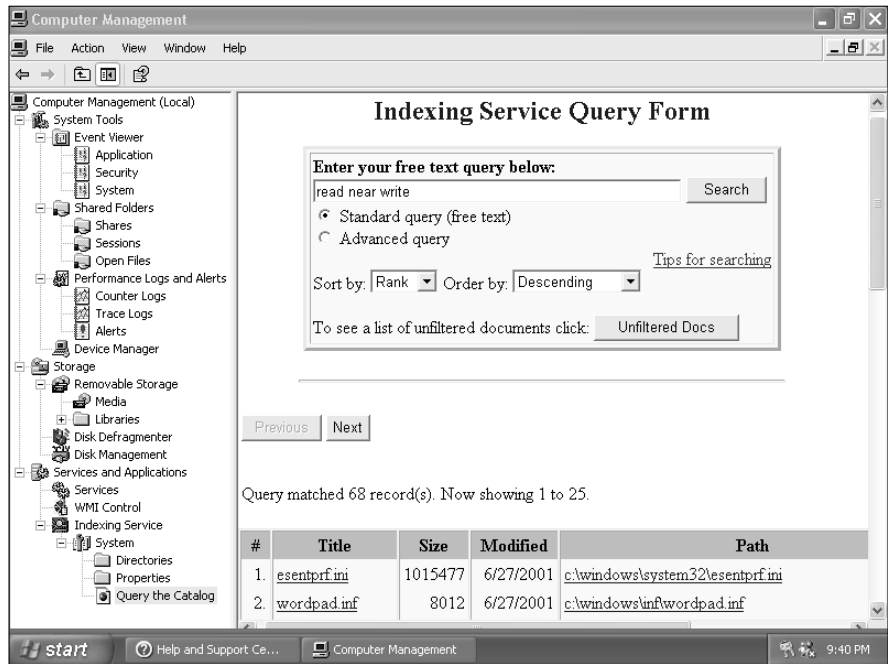 Computer Management
File Action View Window Help
Computer Management (Local)
System Tools
Event Viewer
Application
Security
System
Shared Folders
Shares
Sessions
Open Files
Performance Logs and Alerts
Counter Logs
Trace Logs
Alerts
Device Manager
Storage
Removable Storage
Media
Libraries
Disk Defragmenter
Disk Management
Services and Applications
Services
WMI Control
Indexing Service
System
Directories
Properties
Query the Catalog
Indexing Service Query Form
Enter your free text query below:
read near write
Search
Standard query (free text)
Advanced query
Tips for searching
Sort by: Rank Order by: Descending
To see a list of unfiltered documents click: Unfiltered Docs
Previous Next
Query matched 68 record(s). Now showing 1 to 25.
# Title Size Modified Path
1. esentprf.ini 1015477 6/27/2001 c:\windows\system32\esentprf.ini
2. wordpad.inf 8012 6/27/2001 c:\windows\inf\wordpad.inf
start Help and Support Ce... Computer Management 9:40 PM